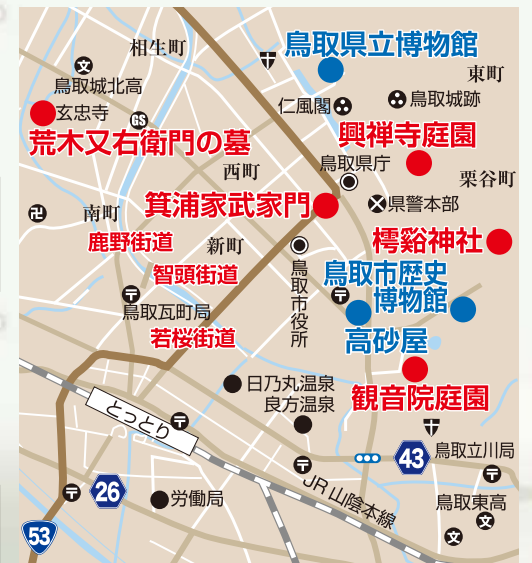 相生町
鳥取県立博物館
東町
文
鳥取城北高
仁風閣
鳥取城跡
玄忠寺
GS
荒木又右衛門の墓
興禅寺庭園
鳥取県庁
西町
栗谷町
箕浦家武家門
県警本部
南町
鹿野街道
新町
樗谿神社
智頭街道
鳥取市役所
鳥取市歴史
博物館
鳥取瓦町局
若桜街道
高砂屋
日乃丸温泉
観音院庭園
良方温泉
とっとり
43
鳥取立川局
26
労働局
JR山陰本線
鳥取東高
文
文
53